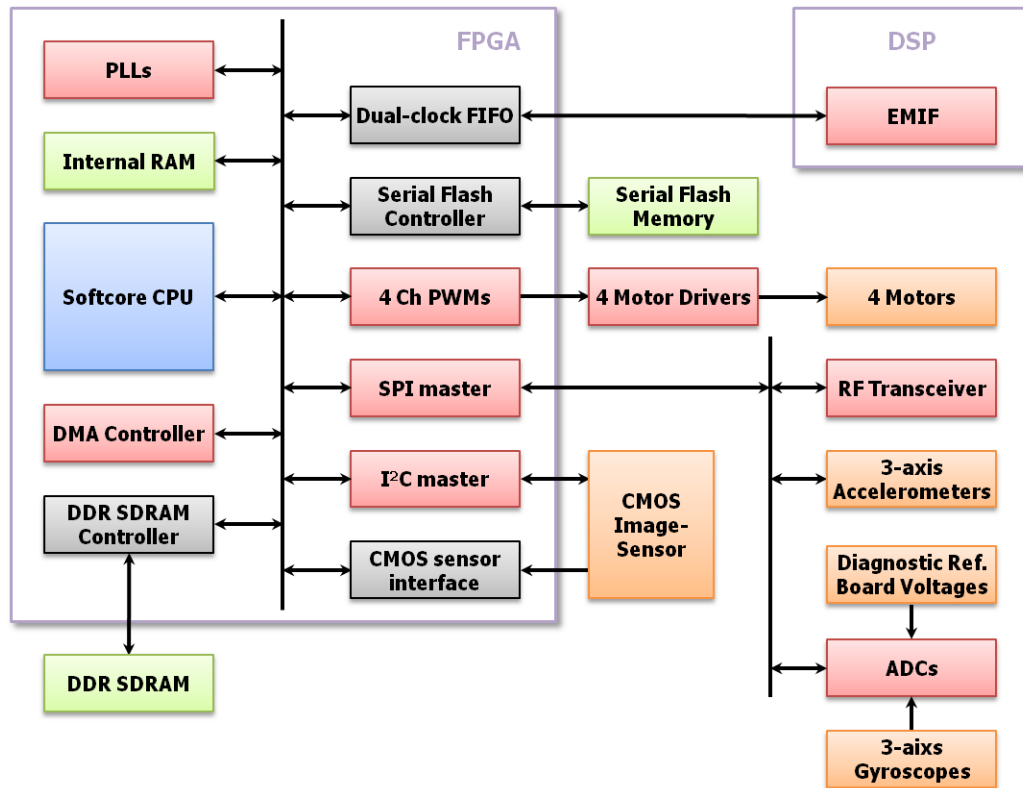 FPGA
DSP
PLLs
Dual-clock FIFO
EMIF
Internal RAM
Serial Flash
Controller
Serial Flash
Memory
Softcore CPU
4 Ch PWMs
4 Motor Drivers
4 Motors
SPI master
RF Transceiver
DMA Controller
I²C master
CMOS
Image-
Sensor
3-axis
Accelerometers
DDR SDRAM
Controller
CMOS sensor
interface
Diagnostic Ref.
Board Voltages
DDR SDRAM
ADCs
3-aixs
Gyroscopes